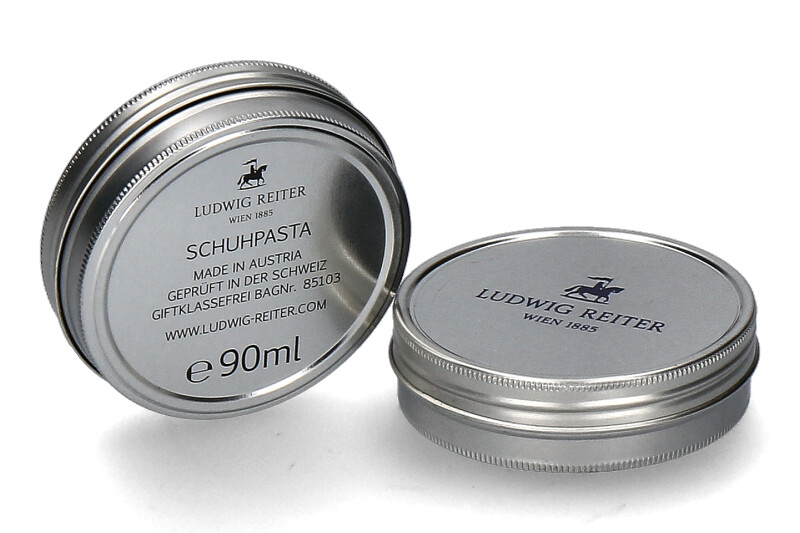 LUDWIG REITER
WIEN 1885
SCHUHPASTA
MADE IN AUSTRIA
GEPRÜFT IN DER SCHWEIZ
GIFTKLASSEFREI BAGNr. 85103
WWW.LUDWIG-REITER.COM
℮ 90ml
LUDWIG REITER
WIEN 1885